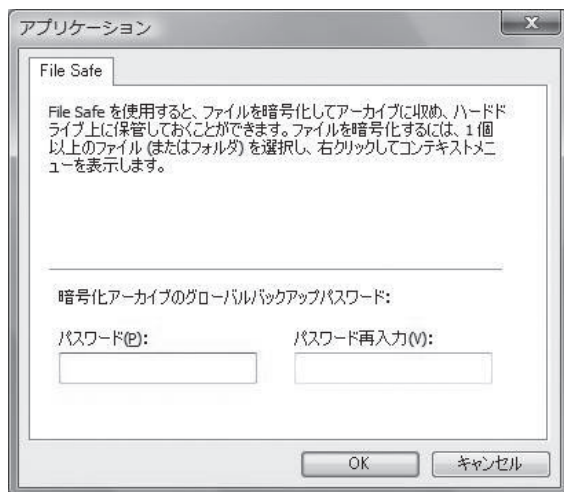 アプリケーション
File Safe
File Safe を使用すると、ファイルを暗号化してアーカイブに収め、ハードド
ライブ上に保管しておくことができます。ファイルを暗号化するには、1 個
以上のファイル (またはフォルダ) を選択し、右クリックしてコンテキストメニ
ューを表示します。
暗号化アーカイブのグローバルバックアップパスワード:
パスワード(P):
パスワード再入力(V):
OK
キャンセル